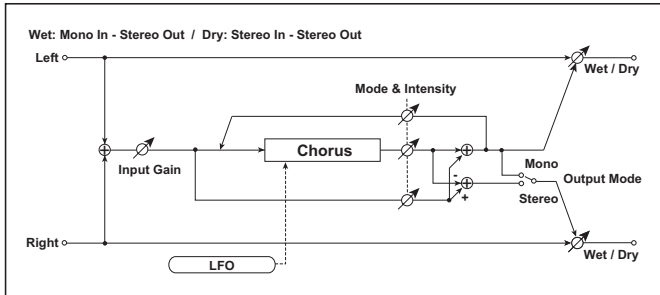 Wet: Mono In - Stereo Out / Dry: Stereo In - Stereo Out
Left
Wet / Dry
Mode & Intensity
Chorus
Input Gain
Mono
Output Mode
-
+
Stereo
Right
Wet / Dry
LFO